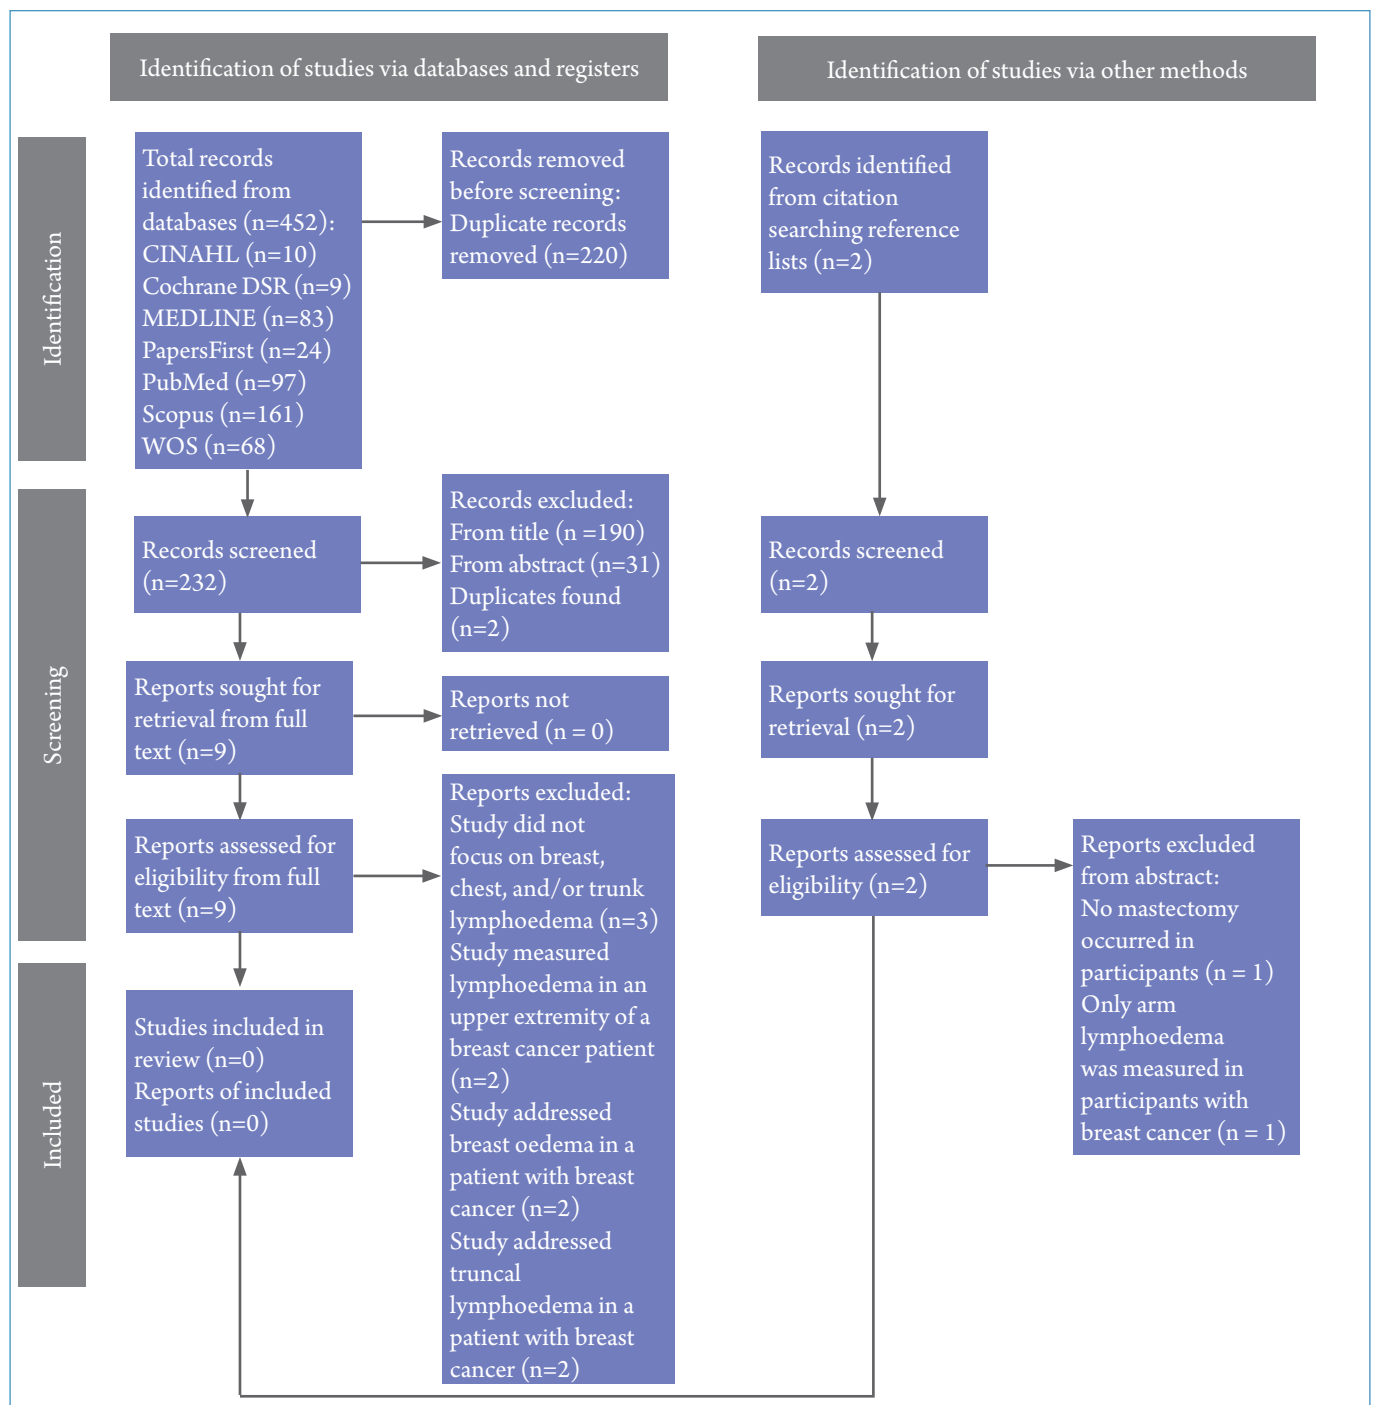 Identification of studies via databases and registers
Identification of studies via other methods
Identification
Total records
identified from
databases (n=452):
CINAHL (n=10)
Cochrane DSR (n=9)
MEDLINE (n=83)
PapersFirst (n=24)
PubMed (n=97)
Scopus (n=161)
WOS (n=68)
Records removed
before screening:
Duplicate records
removed (n=220)
Records identified
from citation
searching reference
lists (n=2)
Screening
Records screened
(n=232)
Records excluded:
From title (n =190)
From abstract (n=31)
Duplicates found
(n=2)
Records screened
(n=2)
Reports sought for
retrieval from full
text (n=9)
Reports not
retrieved (n = 0)
Reports sought for
retrieval (n=2)
Reports assessed for
eligibility from full
text (n=9)
Reports excluded:
Study did not
focus on breast,
chest, and/or trunk
lymphoedema (n=3)
Study measured
lymphoedema in an
upper extremity of a
breast cancer patient
(n=2)
Study addressed
breast oedema in a
patient with breast
cancer (n=2)
Study addressed
truncal
lymphoedema in a
patient with breast
cancer (n=2)
Reports assessed for
eligibility (n=2)
Reports excluded
from abstract:
No mastectomy
occurred in
participants (n = 1)
Only arm
lymphoedema
was measured in
participants with
breast cancer (n = 1)
Included
Studies included in
review (n=0)
Reports of included
studies (n=0)